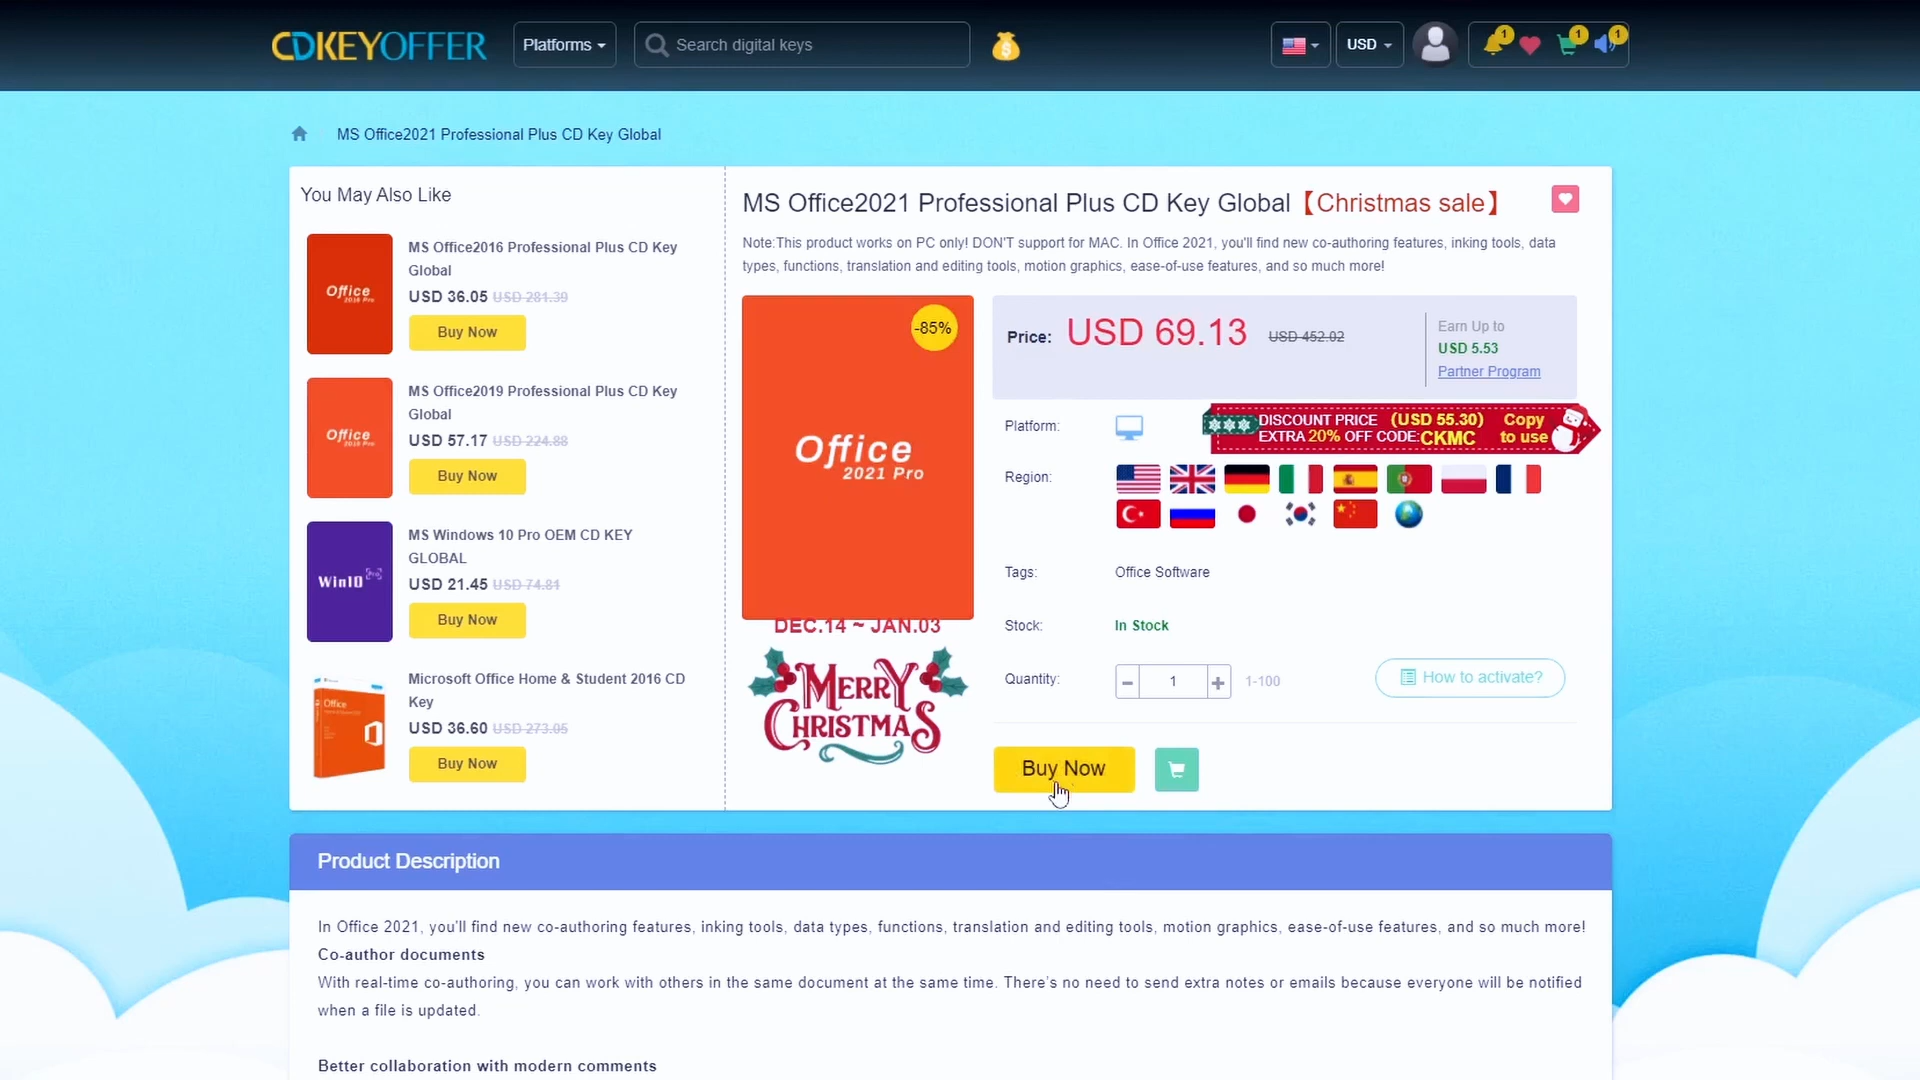 CDKEYOFFER
Platforms
Search digital keys
USD
1
1
1
MS Office2021 Professional Plus CD Key Global
You May Also Like
Office
MS Office2016 Professional Plus CD Key
Global
USD 36.05 USD 281.39
Buy Now
Office
MS Office2019 Professional Plus CD Key
Global
USD 57.17 USD 224.88
Buy Now
Win10 Pro
MS Windows 10 Pro OEM CD KEY
GLOBAL
USD 21.45 USD 74.81
Buy Now
Office
Microsoft Office Home & Student 2016 CD
Key
USD 36.60 USD 273.05
Buy Now
MS Office2021 Professional Plus CD Key Global【Christmas sale】
Note:This product works on PC only! DON'T support for MAC. In Office 2021, you'll find new co-authoring features, inking tools, data
types, functions, translation and editing tools, motion graphics, ease-of-use features, and so much more!
-85%
Office
2021 Pro
DEC.14 ~ JAN.03
MERRY
CHRISTMAS
Price: USD 69.13 USD 452.02
Earn Up to
USD 5.53
Partner Program
Platform:
DISCOUNT PRICE (USD 55.30)
EXTRA 20% OFF CODE:CKMC
Copy
to use
Region:
Tags: Office Software
Stock: In Stock
Quantity: − 1 + 1-100
How to activate?
Buy Now
Product Description
In Office 2021, you'll find new co-authoring features, inking tools, data types, functions, translation and editing tools, motion graphics, ease-of-use features, and so much more!
Co-author documents
With real-time co-authoring, you can work with others in the same document at the same time. There's no need to send extra notes or emails because everyone will be notified
when a file is updated.
Better collaboration with modern comments